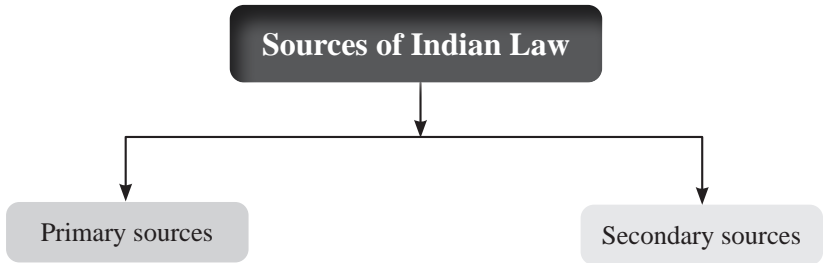 Sources of Indian Law
Primary sources
Secondary sources